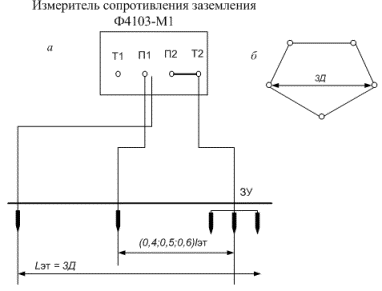 Измеритель сопротивления заземления
Ф4103-М1
а
Т1 П1 П2 Т2
б
ЗД
ЗУ
(0,4;0,5;0,6)lэт
Lэт = 3Д